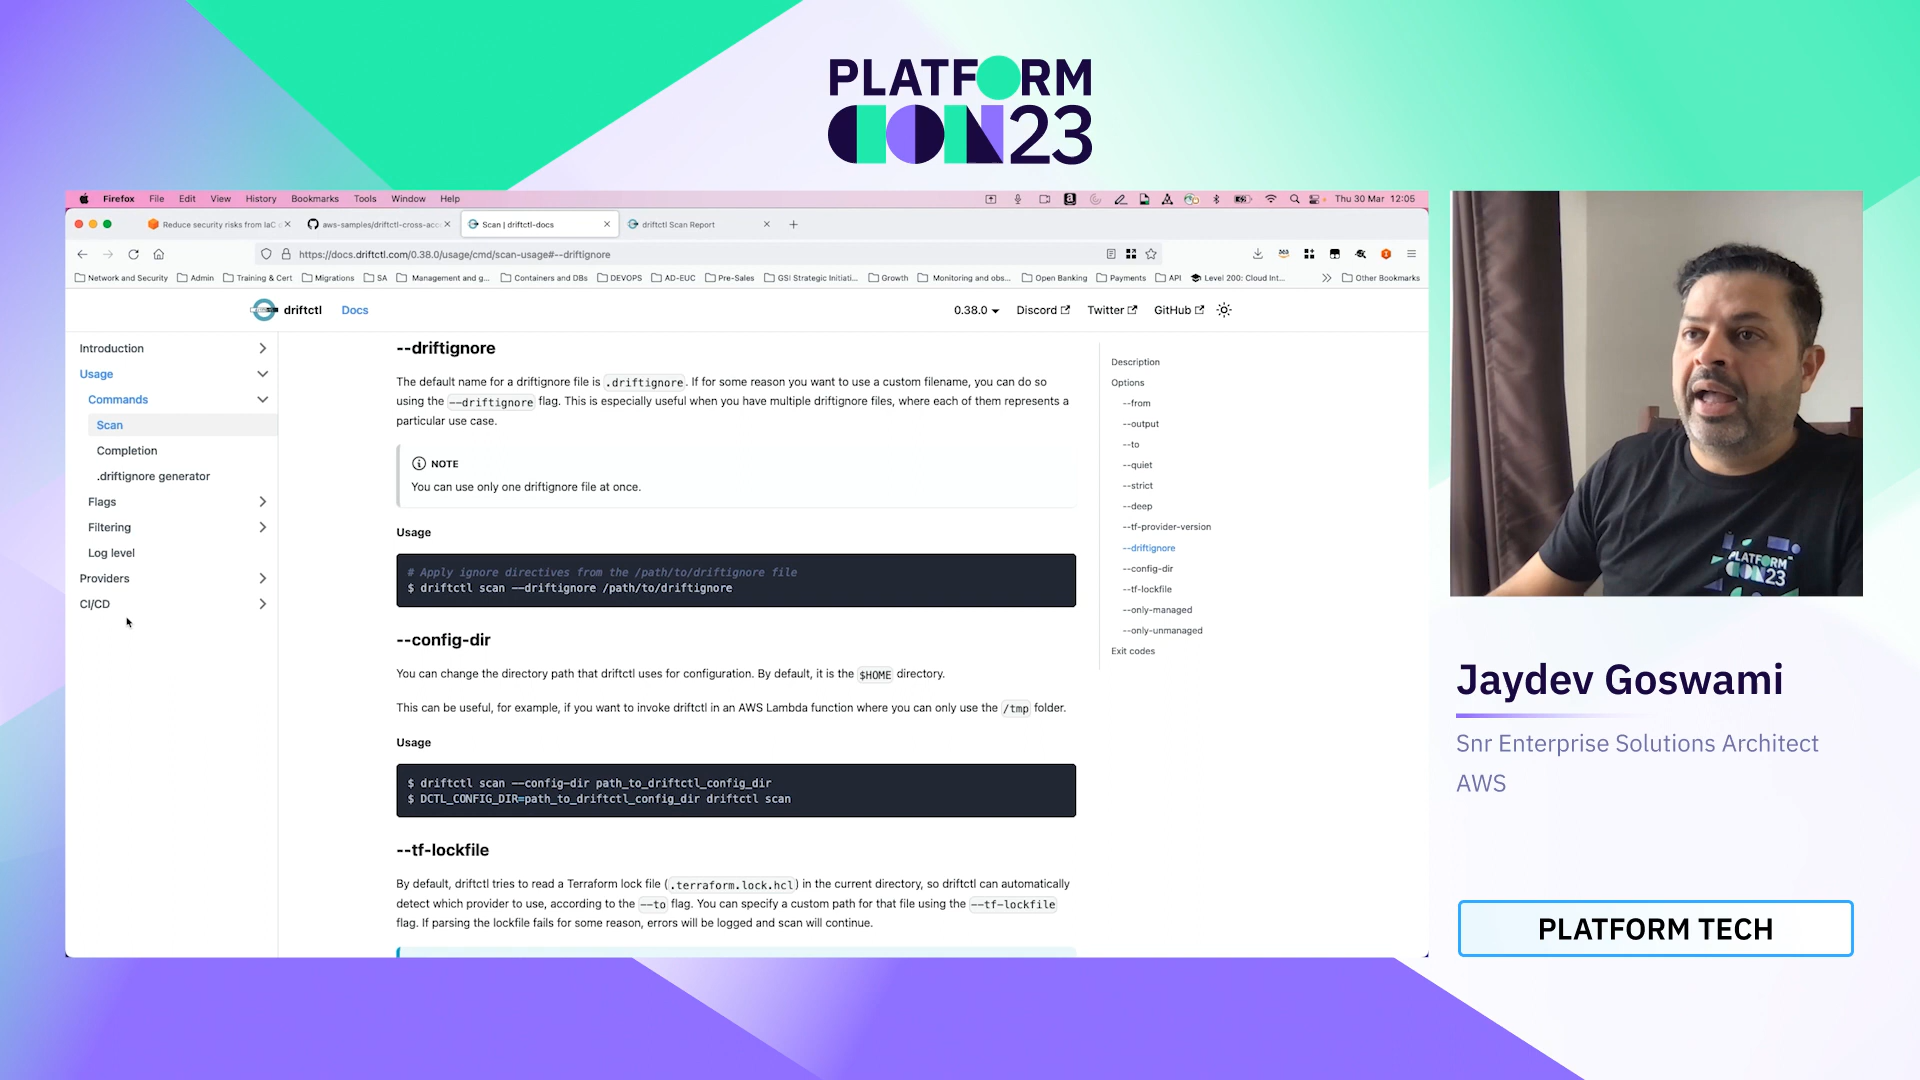 PLATFORM
CON23
Firefox File Edit View History Bookmarks Tools Window Help
Thu 30 Mar 12:05
Reduce security risks from IaC
aws-samples/driftctl-cross-acc
Scan | driftctl-docs
driftctl Scan Report
https://docs.driftctl.com/0.38.0/usage/cmd/scan-usage#--driftignore
Network and Security Admin Training & Cert Migrations SA Management and g... Containers and DBs DEVOPS AD-EUC Pre-Sales GSI Strategic Initiati... Growth Monitoring and obs... Open Banking Payments API Level 200: Cloud Int... Other Bookmarks
driftctl Docs
0.38.0 Discord Twitter GitHub
Introduction
Usage
Commands
Scan
Completion
.driftignore generator
Flags
Filtering
Log level
Providers
CI/CD
--driftignore
The default name for a driftignore file is .driftignore. If for some reason you want to use a custom filename, you can do so
using the --driftignore flag. This is especially useful when you have multiple driftignore files, where each of them represents a
particular use case.
NOTE
You can use only one driftignore file at once.
Usage
# Apply ignore directives from the /path/to/driftignore file
$ driftctl scan --driftignore /path/to/driftignore
--config-dir
You can change the directory path that driftctl uses for configuration. By default, it is the $HOME directory.
This can be useful, for example, if you want to invoke driftctl in an AWS Lambda function where you can only use the /tmp folder.
Usage
$ driftctl scan --config-dir path_to_driftctl_config_dir
$ DCTL_CONFIG_DIR=path_to_driftctl_config_dir driftctl scan
--tf-lockfile
By default, driftctl tries to read a Terraform lock file (.terraform.lock.hcl) in the current directory, so driftctl can automatically
detect which provider to use, according to the --to flag. You can specify a custom path for that file using the --tf-lockfile
flag. If parsing the lockfile fails for some reason, errors will be logged and scan will continue.
Description
Options
--from
--output
--to
--quiet
--strict
--deep
--tf-provider-version
--driftignore
--config-dir
--tf-lockfile
--only-managed
--only-unmanaged
Exit codes
PLATFORM
CON23
Jaydev Goswami
Snr Enterprise Solutions Architect
AWS
PLATFORM TECH